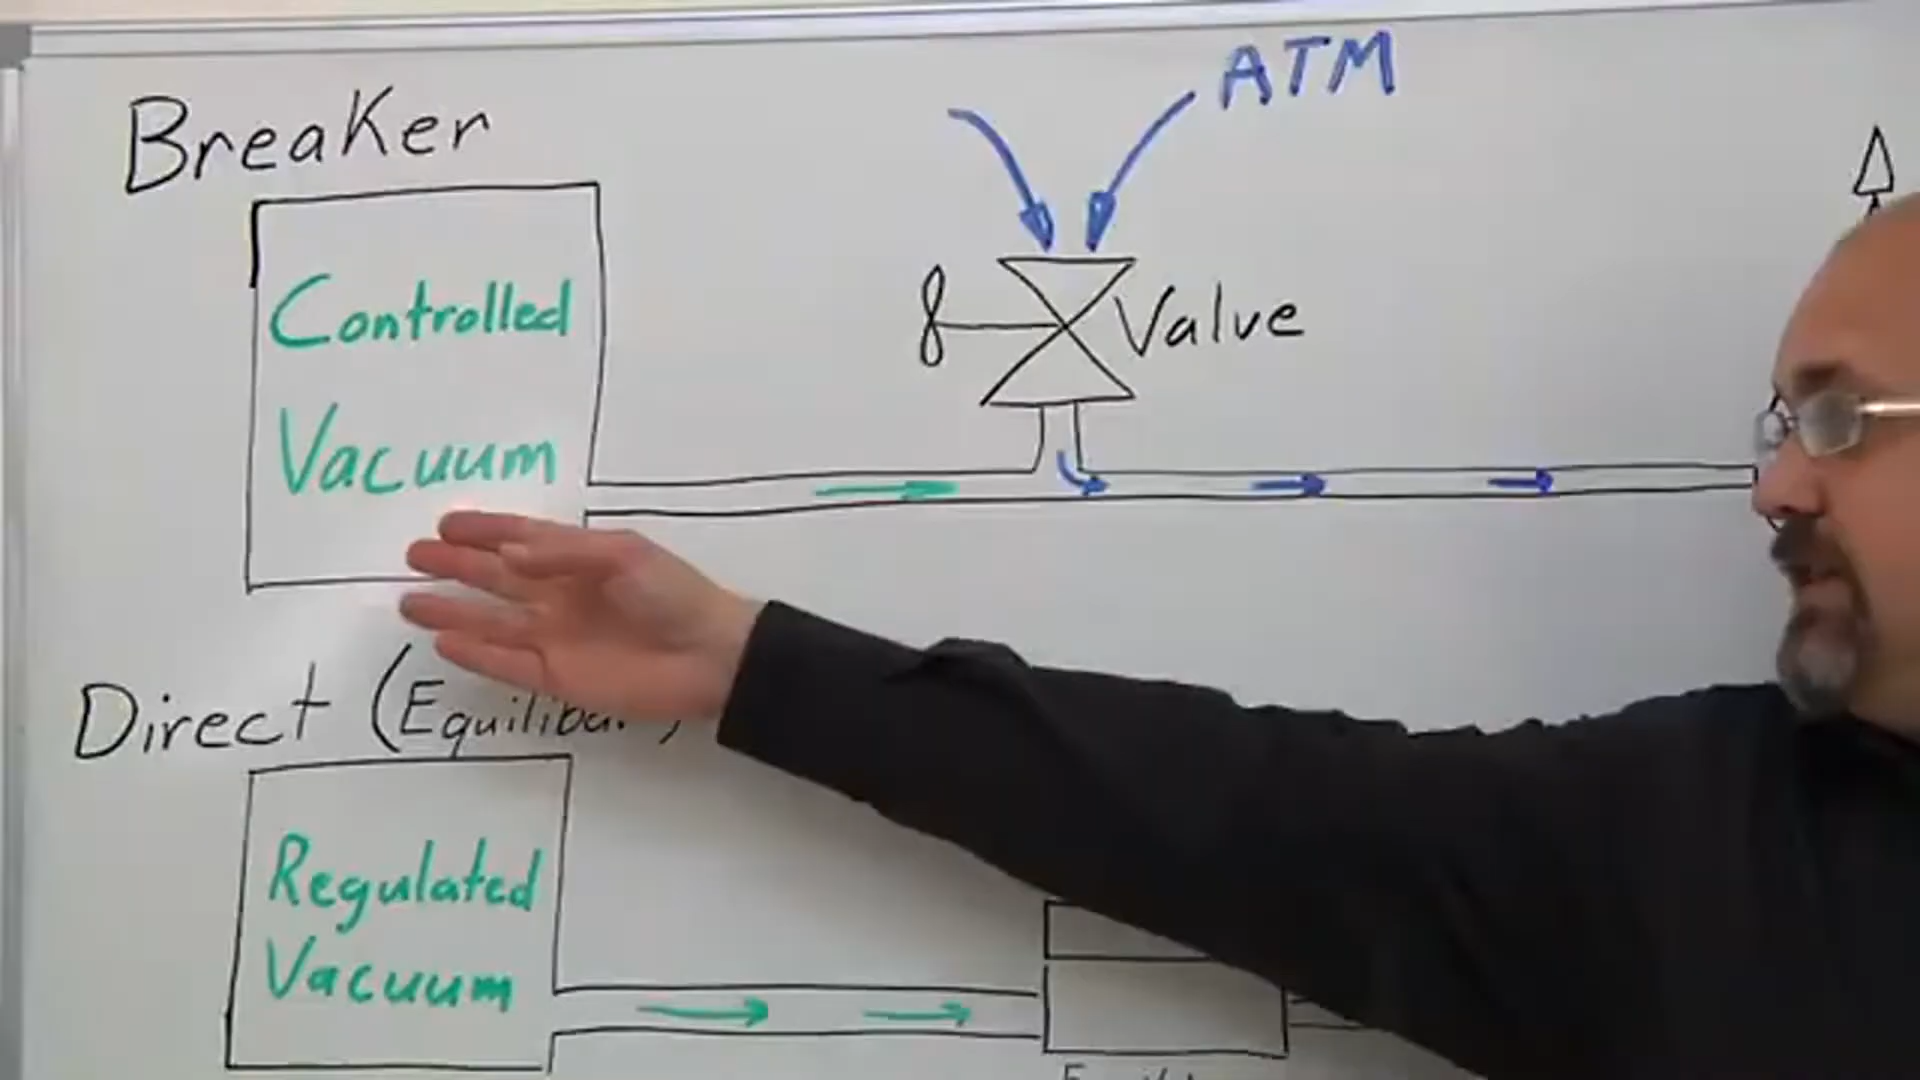 ATM
Breaker
Controlled
Vacuum
Valve
Direct
Regulated
Vacuum